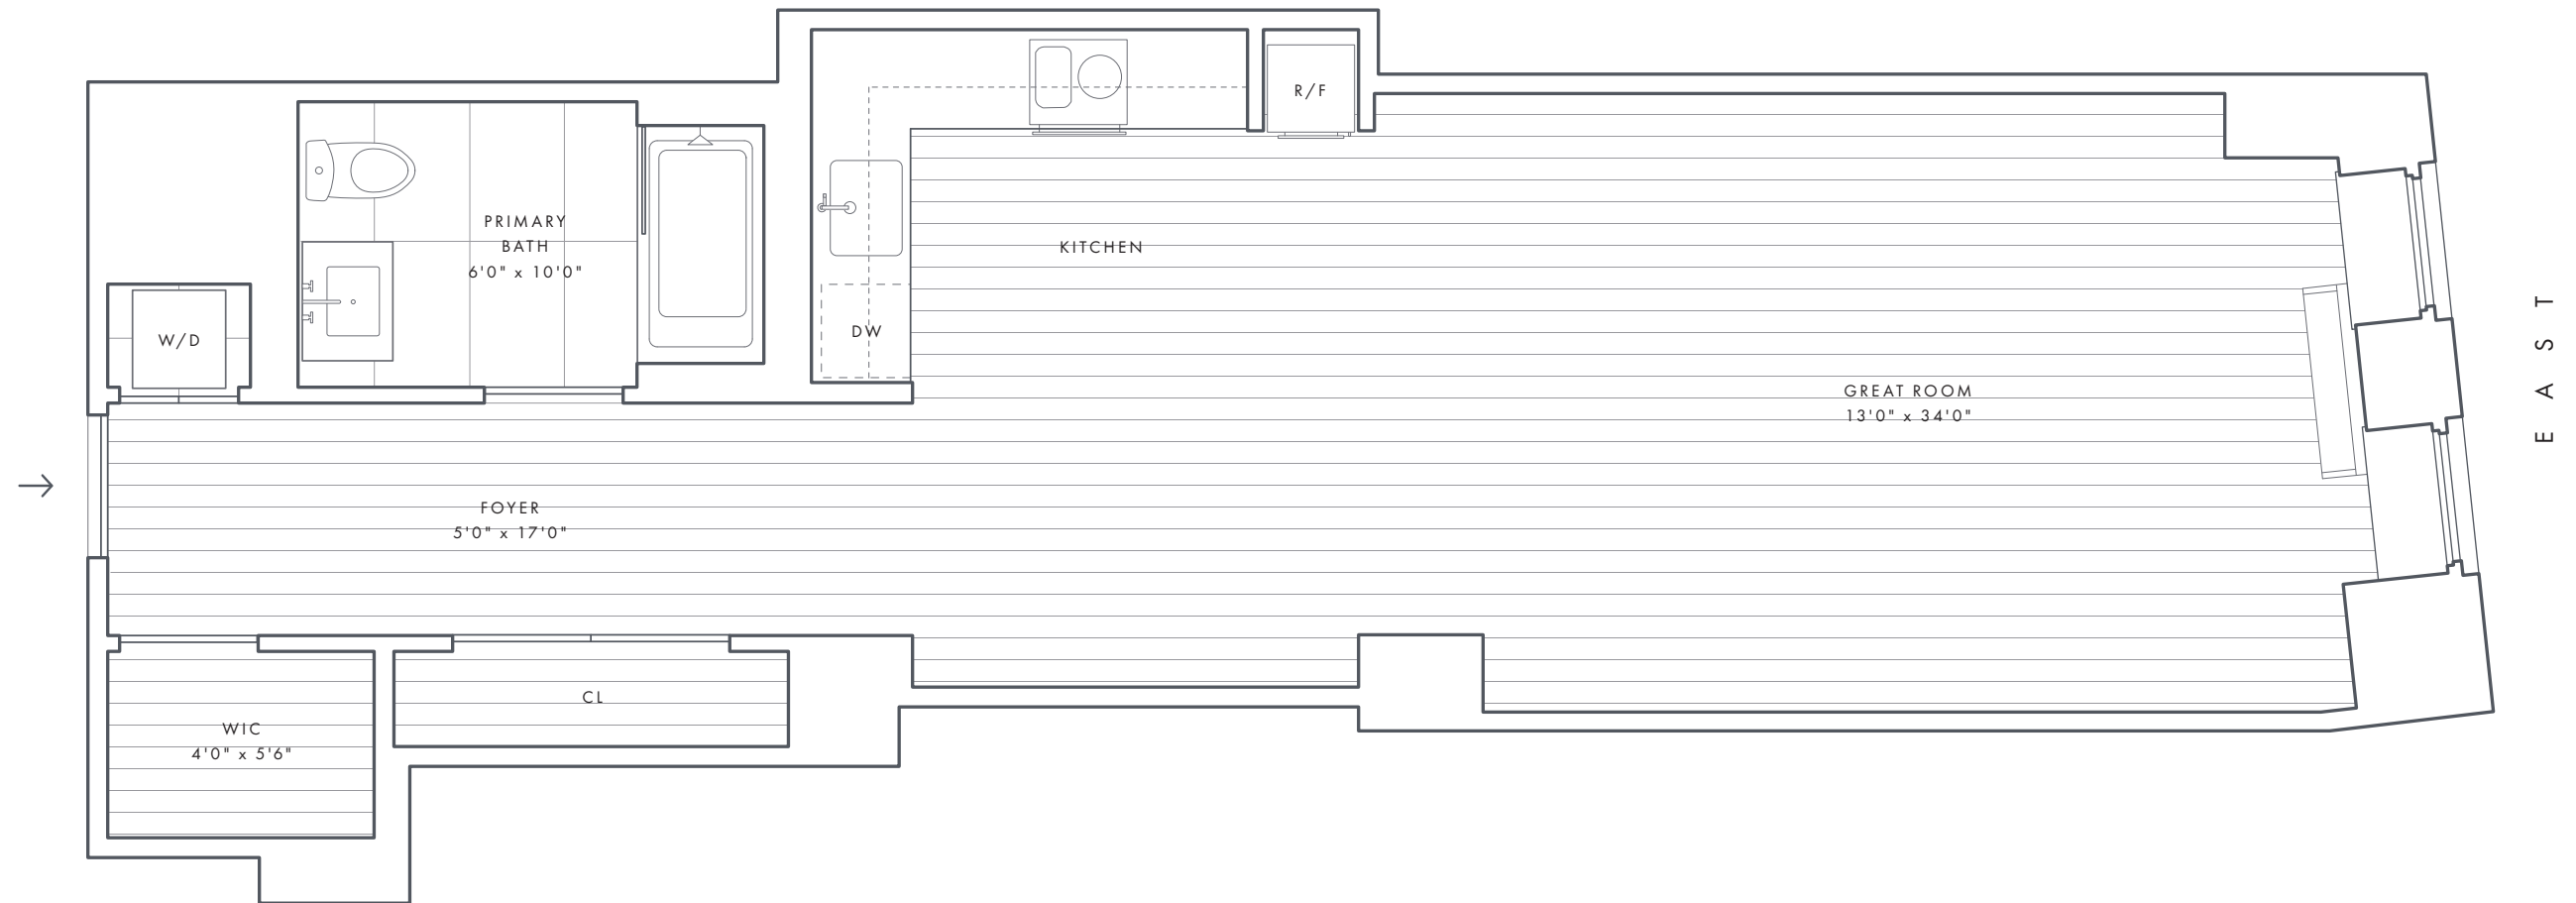 R/F
PRIMARY
BATH
6'0" x 10'0"
KITCHEN
W/D
DW
GREAT ROOM
13'0" x 34'0"
EAST
FOYER
5'0" x 17'0"
CL
WIC
4'0" x 5'6"